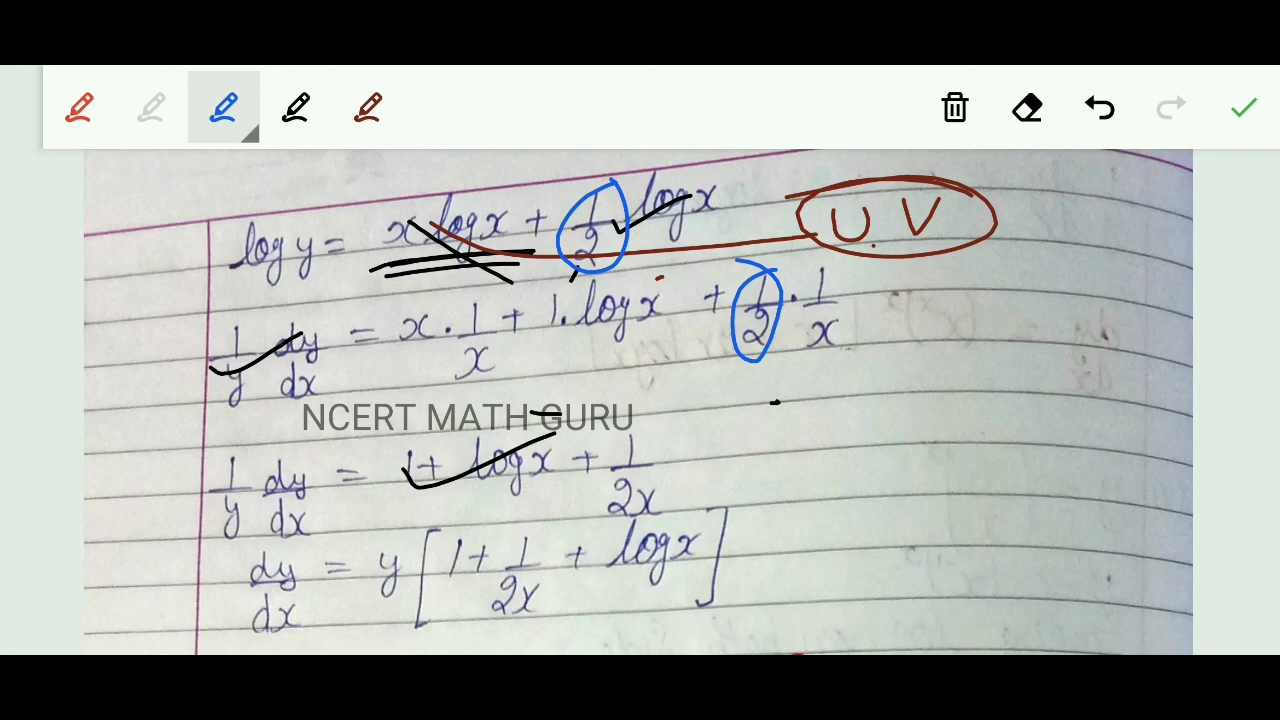 log y = x log x + 1/2 log x
U.V
1/y dy/dx = x . 1/x + 1. log x + 1/2 . 1/x
NCERT MATH GURU
1/y dy/dx = 1 + log x + 1/2x
dy/dx = y [ 1 + 1/2x + log x ]